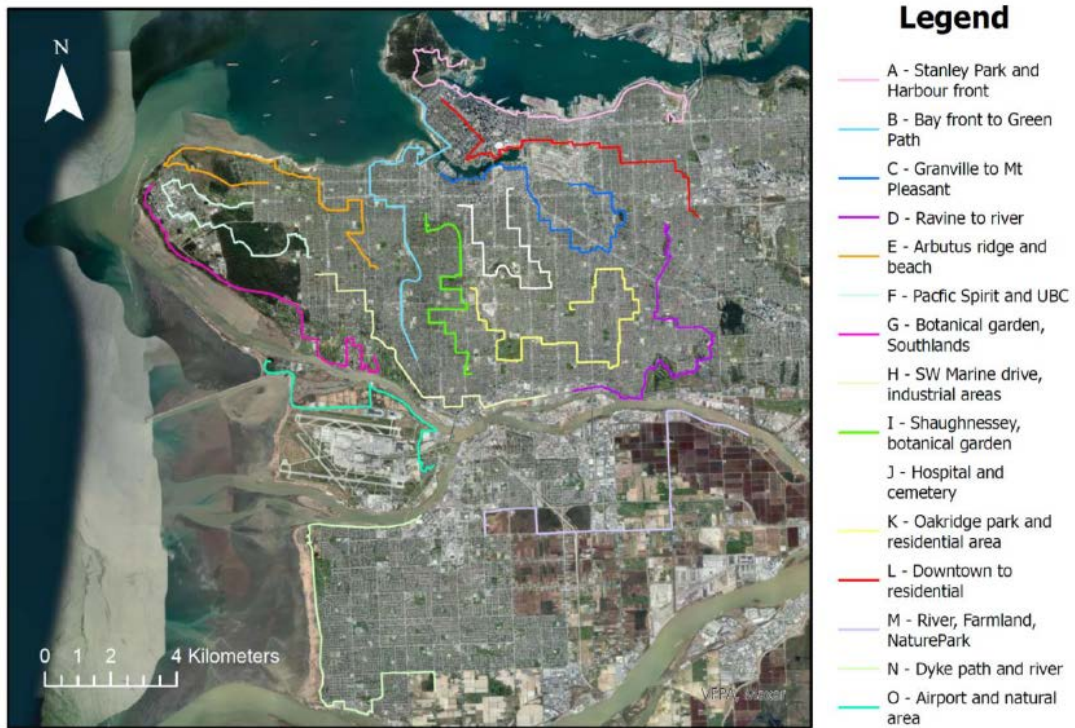 Legend
N
A - Stanley Park and
Harbour front
B - Bay front to Green
Path
C - Granville to Mt
Pleasant
D - Ravine to river
E - Arbutus ridge and
beach
F - Pacfic Spirit and UBC
G - Botanical garden,
Southlands
H - SW Marine drive,
industrial areas
I - Shaughnessey,
botanical garden
J - Hospital and
cemetery
K - Oakridge park and
residential area
L - Downtown to
residential
M - River, Farmland,
NaturePark
N - Dyke path and river
O - Airport and natural
area
0 1 2 4 Kilometers
VFPA, Maxar